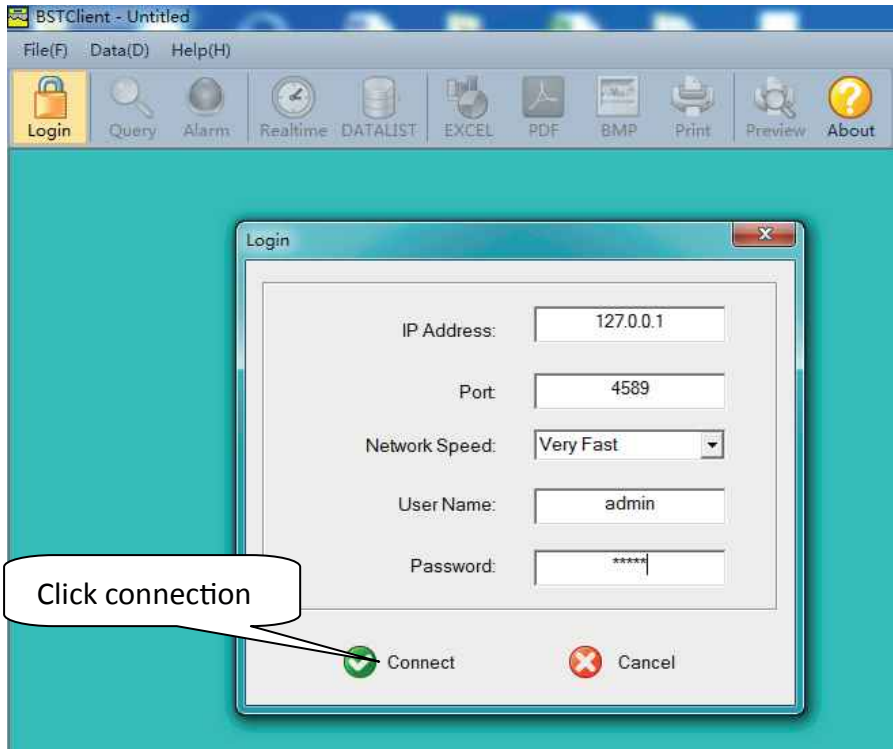 BSTClient - Untitled
File(F) Data(D) Help(H)
Login Query Alarm Realtime DATALIST EXCEL PDF BMP Print Preview About
Login
IP Address: 127.0.0.1
Port: 4589
Network Speed: Very Fast
User Name: admin
Password: *****
Click connection
Connect Cancel